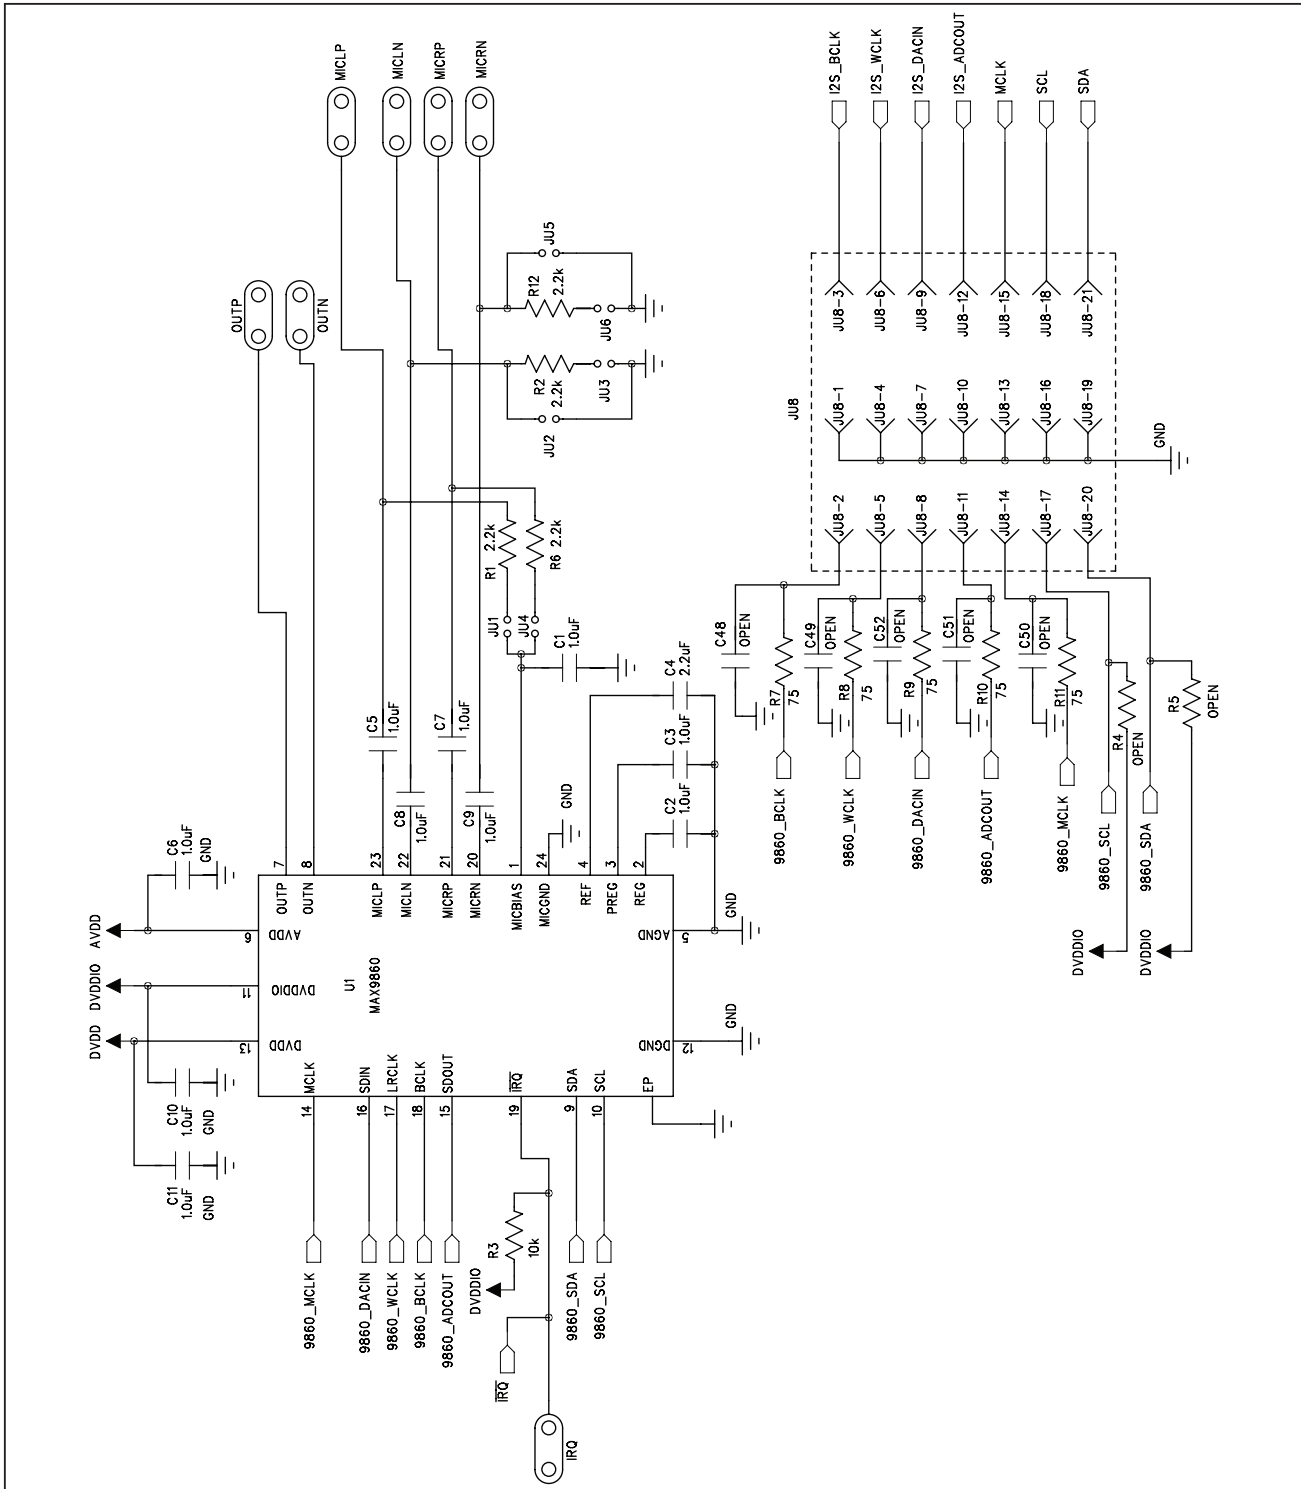 OUTP
OUTN
MICLP
MICLN
MICRP
MICRN
JU5
R12
2.2k
JU6
R2
2.2k
JU3
JU2
R1
2.2k
R6 2.2k
JU1
JU4
C1
1.0uF
C5
1.0uF
C7
1.0uF
C8
1.0uF
C9
1.0uF
C4
2.2uF
C3
1.0uF
C2
1.0uF
GND
C6
1.0uF
GND
AVDD
DVDDIO
DVDD
C10
1.0uF
GND
C11
1.0uF
GND
7
8
23
22
21
20
1
24
4
3
2
OUTP
OUTN
MICLP
MICLN
MICRP
MICRN
MICBIAS
MICGND
REF
PREG
REG
6
AVDD
11
DVDDIO
13
DVDD
U1
MAX9860
AGND
5
GND
DGND
12
GND
MCLK
SDIN
LRCLK
BCLK
SDOUT
IRQ
SDA
SCL
EP
14
16
17
18
15
19
9
10
9860_MCLK
9860_DACIN
9860_WCLK
9860_BCLK
9860_ADCOUT
R3
10k
DVDDIO
IRQ
IRQ
9860_SDA
9860_SCL
I2S_BCLK
I2S_WCLK
I2S_DACIN
I2S_ADCOUT
MCLK
SCL
SDA
JU8
JU8-3
JU8-6
JU8-9
JU8-12
JU8-15
JU8-18
JU8-21
JU8-1
JU8-4
JU8-7
JU8-10
JU8-13
JU8-16
JU8-19
GND
JU8-2
JU8-5
JU8-8
JU8-11
JU8-14
JU8-17
JU8-20
C48
OPEN
R7
75
C49
OPEN
R8
75
C52
OPEN
R9
75
C51
OPEN
R10
75
C50
OPEN
R11
75
R4
OPEN
R5
OPEN
9860_BCLK
9860_WCLK
9860_DACIN
9860_ADCOUT
9860_MCLK
9860_SCL
9860_SDA
DVDDIO
DVDDIO